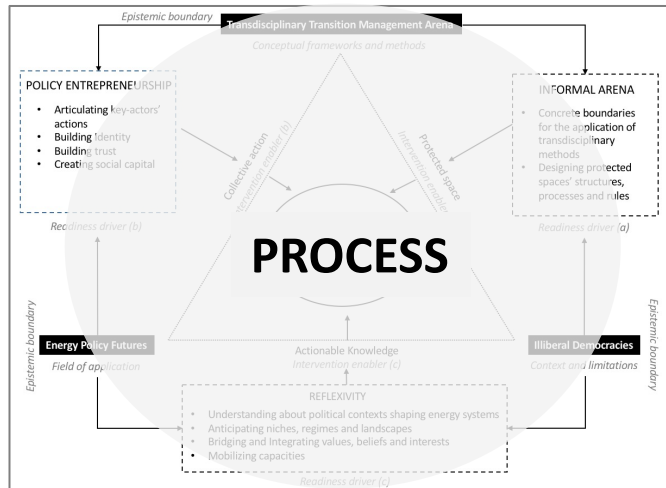 Epistemic boundary
Transdisciplinary Transition Management Arena
Conceptual frameworks and methods
POLICY ENTREPRENEURSHIP
• Articulating key-actors'
actions
• Building Identity
• Building trust
• Creating social capital
Readiness driver (b)
INFORMAL ARENA
• Concrete boundaries
for the application of
transdisciplinary
methods
• Designing protected
spaces' structures,
processes and rules
Readiness driver (a)
Collective action
Intervention enabler (b)
Protected space
Intervention enabler
PROCESS
Epistemic boundary
Energy Policy Futures
Field of application
Actionable Knowledge
Intervention enabler (c)
Illiberal Democracies
Context and limitations
Epistemic boundary
REFLEXIVITY
• Understanding about political contexts shaping energy systems
• Anticipating niches, regimes and landscapes
• Bridging and Integrating values, beliefs and interests
• Mobilizing capacities
Readiness driver (c)